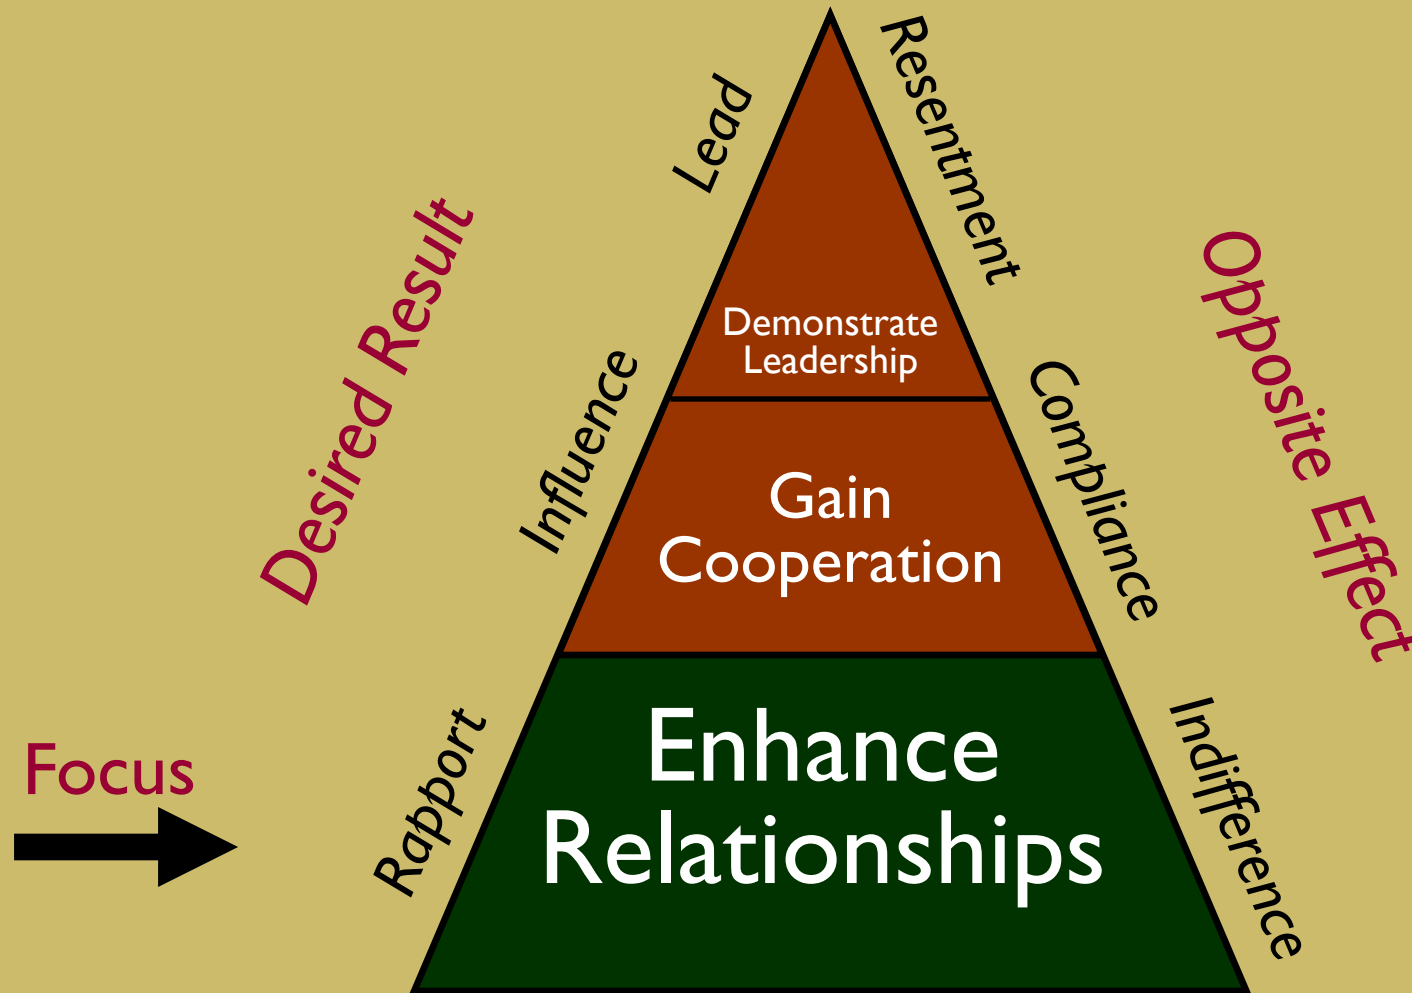 Lead
Resentment
Desired Result
Opposite Effect
Demonstrate
Leadership
Influence
Compliance
Gain
Cooperation
Focus
Rapport
Indifference
Enhance
Relationships